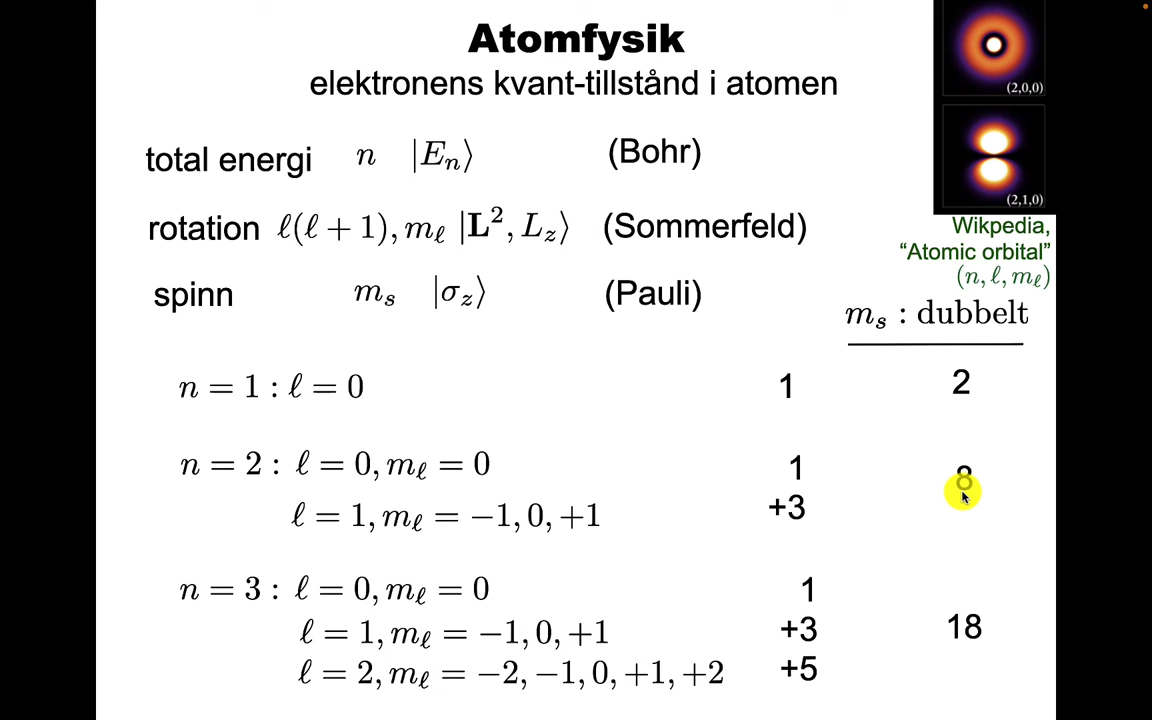 Atomfysik
elektronens kvant-tillstånd i atomen
(2,0,0)
(2,1,0)
total energi n |Eₙ⟩ (Bohr)
rotation ℓ(ℓ + 1), m_ℓ |L², L_z⟩ (Sommerfeld)
Wikpedia,
“Atomic orbital”
(n, ℓ, m_ℓ)
spinn m_s |σ_z⟩ (Pauli)
m_s : dubbelt
n = 1 : ℓ = 0 1 2
n = 2 : ℓ = 0, m_ℓ = 0 1 8
ℓ = 1, m_ℓ = −1, 0, +1 +3
n = 3 : ℓ = 0, m_ℓ = 0 1
ℓ = 1, m_ℓ = −1, 0, +1 +3 18
ℓ = 2, m_ℓ = −2, −1, 0, +1, +2 +5